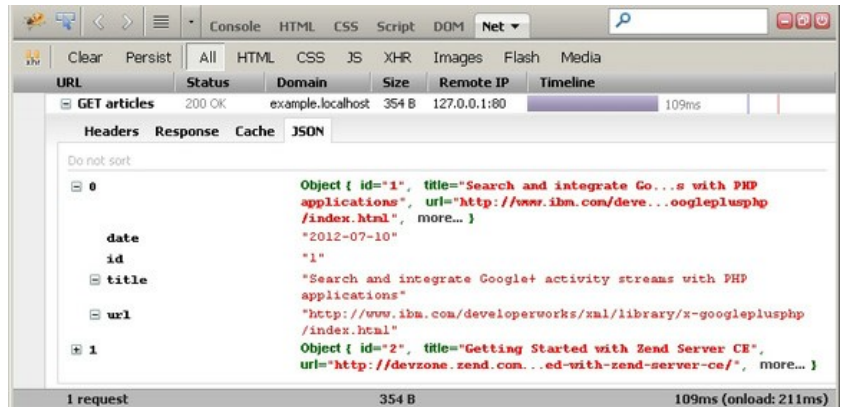 Console HTML CSS Script DOM Net
xhr Clear Persist All HTML CSS JS XHR Images Flash Media
URL Status Domain Size Remote IP Timeline
GET articles 200 OK example.localhost 354 B 127.0.0.1:80 109ms
Headers Response Cache JSON
Do not sort
0 Object { id="1", title="Search and integrate Go...s with PHP
applications", url="http://www.ibm.com/deve...oogleplusphp
/index.html", more... }
date "2012-07-10"
id "1"
title "Search and integrate Google+ activity streams with PHP
applications"
url "http://www.ibm.com/developerworks/xml/library/x-googleplusphp
/index.html"
1 Object { id="2", title="Getting Started with Zend Server CE",
url="http://devzone.zend.com...ed-with-zend-server-ce/", more... }
1 request 354 B 109ms (onload: 211ms)